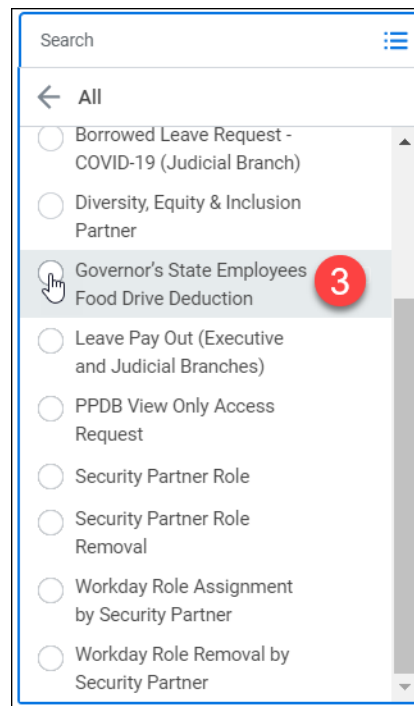 Search
All
Borrowed Leave Request -
COVID-19 (Judicial Branch)
Diversity, Equity & Inclusion
Partner
Governor's State Employees
Food Drive Deduction
3
Leave Pay Out (Executive
and Judicial Branches)
PPDB View Only Access
Request
Security Partner Role
Security Partner Role
Removal
Workday Role Assignment
by Security Partner
Workday Role Removal by
Security Partner